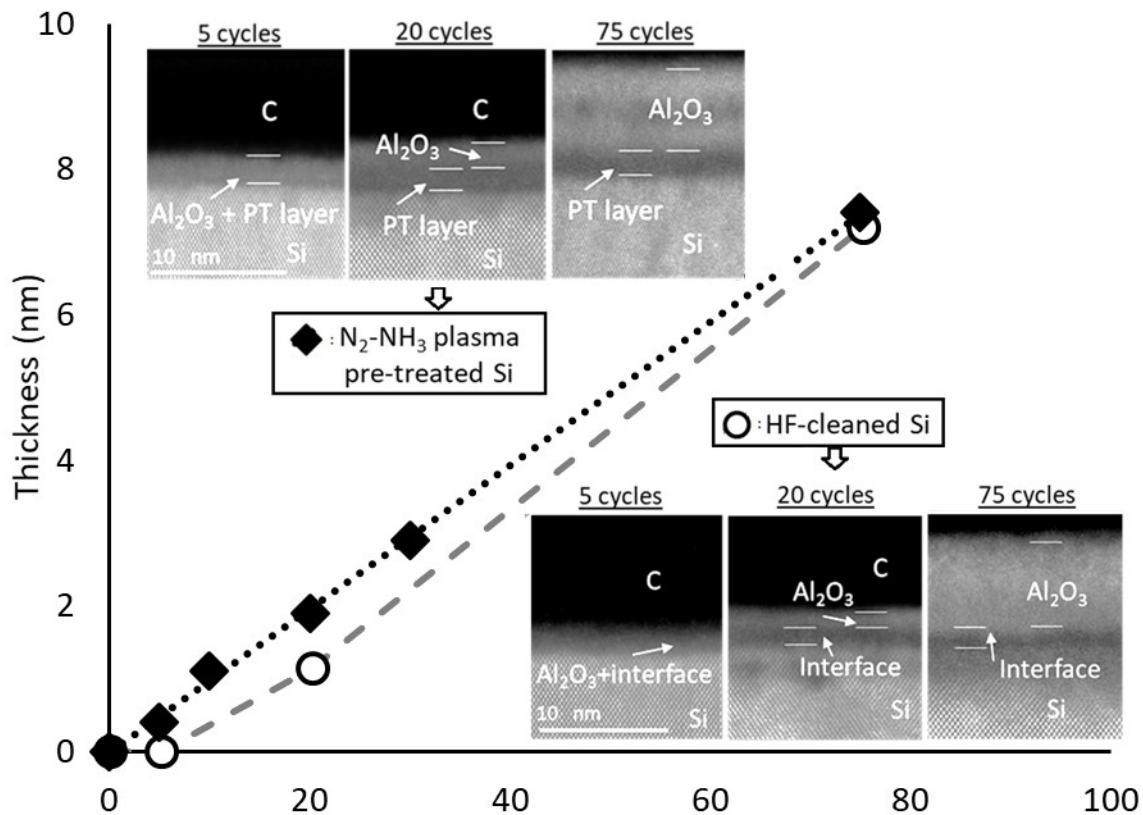 10
8
6
4
2
0
Thickness (nm)
5 cycles
20 cycles
75 cycles
C
Al₂O₃ + PT layer
Si
10 nm
C
Al₂O₃
PT layer
Si
Al₂O₃
PT layer
Si
: N₂-NH₃ plasma
pre-treated Si
: HF-cleaned Si
5 cycles
20 cycles
75 cycles
C
Al₂O₃+interface
Si
10 nm
C
Al₂O₃
Interface
Si
Al₂O₃
Interface
Si
0
20
40
60
80
100